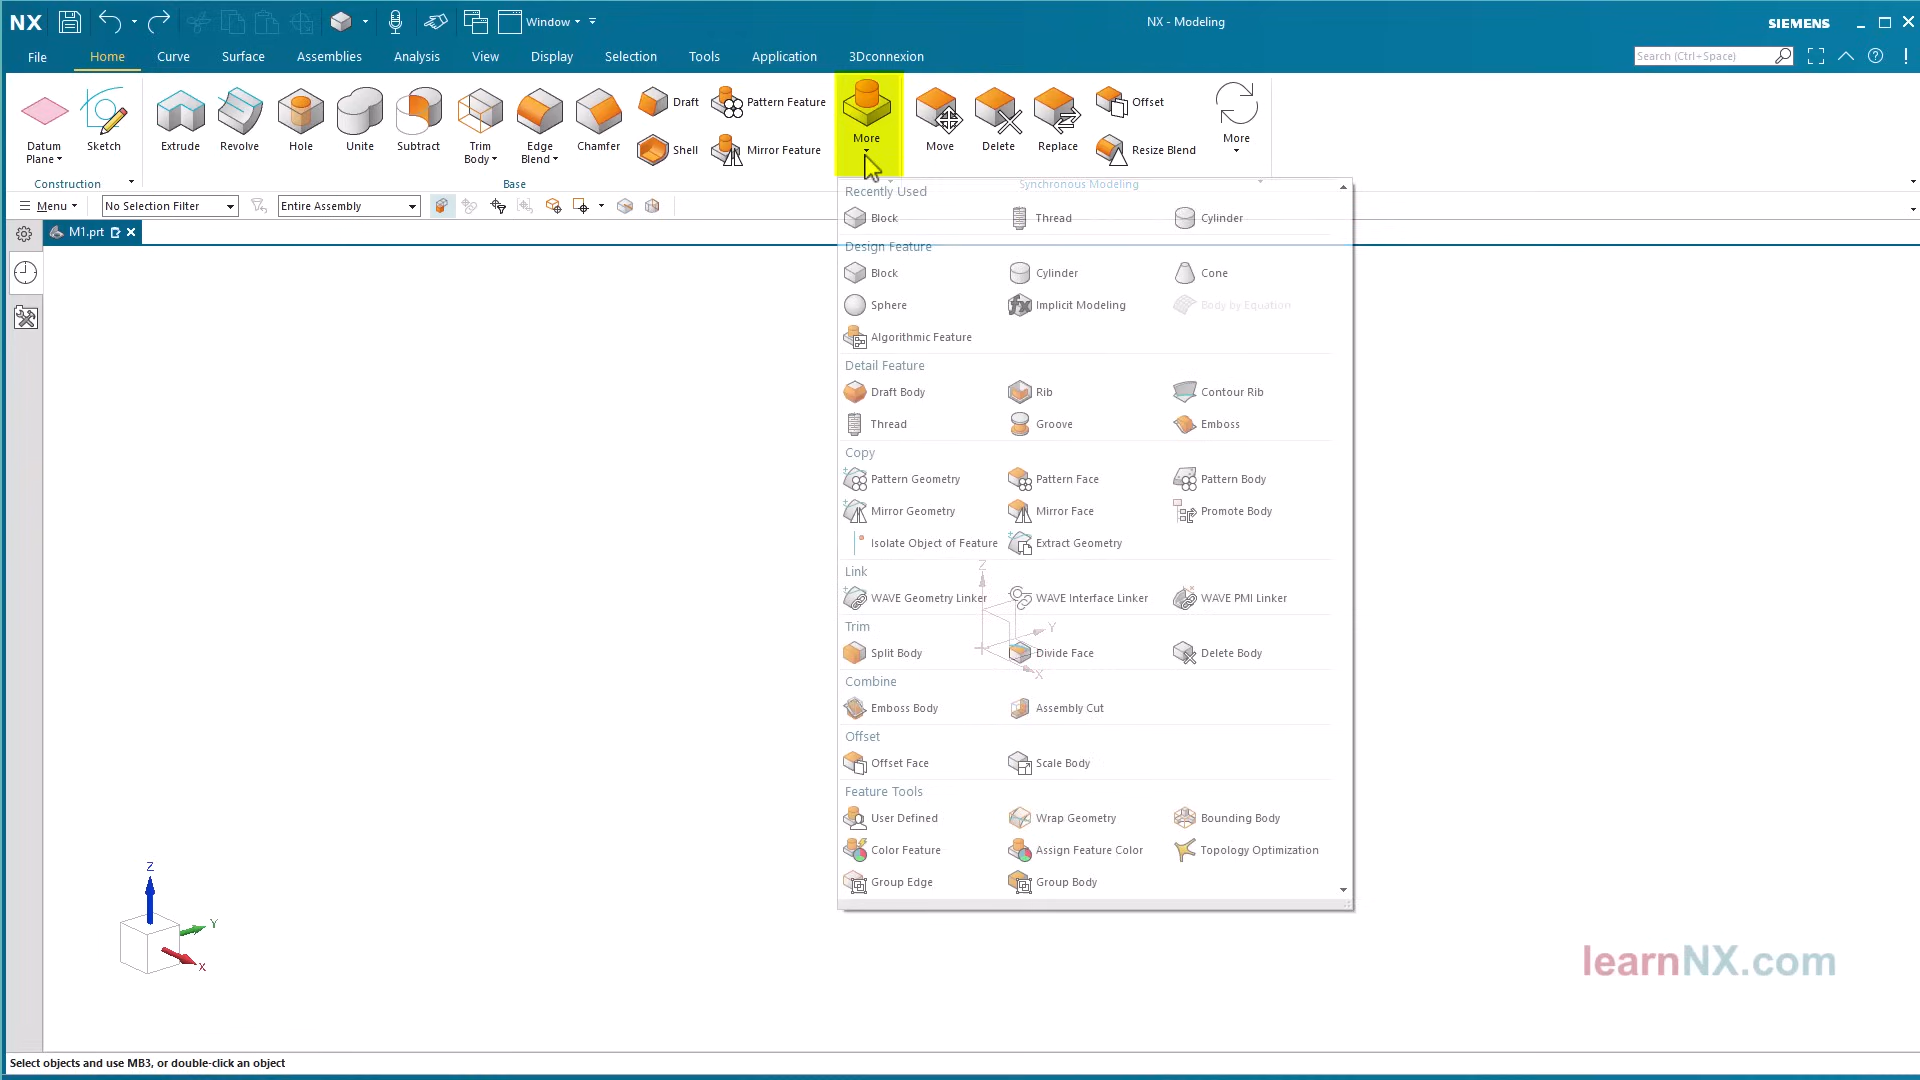 NX
Window
NX - Modeling
SIEMENS
File
Home
Curve
Surface
Assemblies
Analysis
View
Display
Selection
Tools
Application
3Dconnexion
Search (Ctrl+Space)
Datum
Plane
Sketch
Extrude
Revolve
Hole
Unite
Subtract
Trim
Body
Edge
Blend
Chamfer
Draft
Shell
Pattern Feature
Mirror Feature
More
Move
Delete
Replace
Offset
Resize Blend
More
Construction
Base
Synchronous Modeling
Menu
No Selection Filter
Entire Assembly
M1.prt
Recently Used
Block
Thread
Cylinder
Design Feature
Block
Cylinder
Cone
Sphere
Implicit Modeling
Body by Equation
Algorithmic Feature
Detail Feature
Draft Body
Rib
Contour Rib
Thread
Groove
Emboss
Copy
Pattern Geometry
Pattern Face
Pattern Body
Mirror Geometry
Mirror Face
Promote Body
Isolate Object of Feature
Extract Geometry
Link
WAVE Geometry Linker
WAVE Interface Linker
WAVE PMI Linker
Trim
Split Body
Divide Face
Delete Body
Combine
Emboss Body
Assembly Cut
Offset
Offset Face
Scale Body
Feature Tools
User Defined
Wrap Geometry
Bounding Body
Color Feature
Assign Feature Color
Topology Optimization
Group Edge
Group Body
Z
Y
X
Z
Y
X
learnNX.com
Select objects and use MB3, or double-click an object